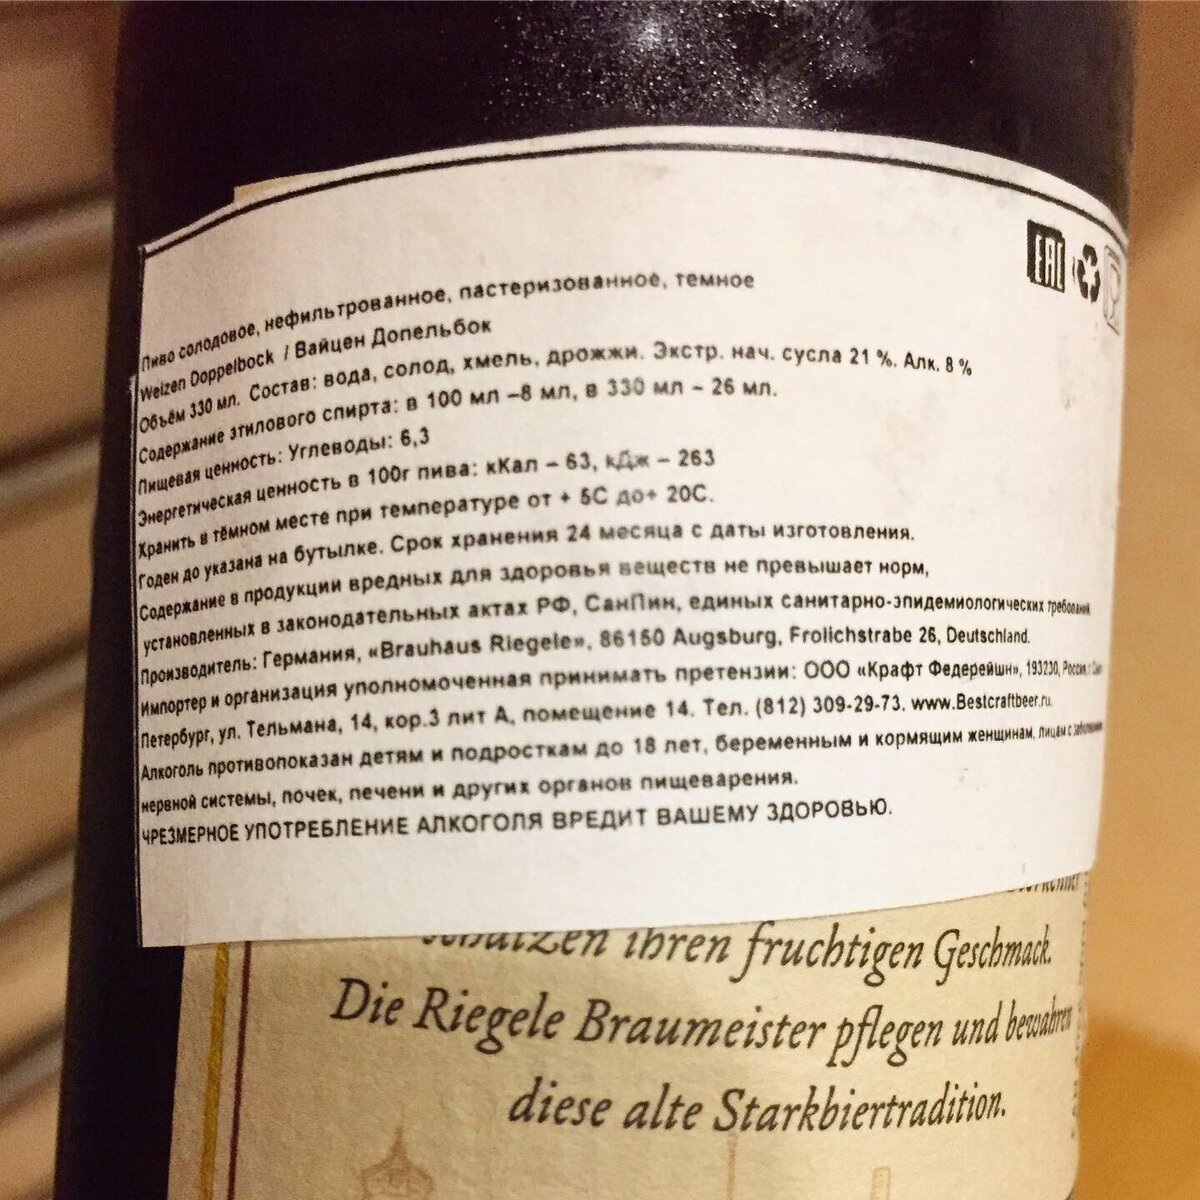 EAC
Пиво солодовое, нефильтрованное, пастеризованное, темное
Weizen Doppelbock / Вайцен Допельбок
Объём 330 мл. Состав: вода, солод, хмель, дрожжи. Экстр. нач. сусла 21 %. Алк. 8 %
Содержание этилового спирта: в 100 мл –8 мл, в 330 мл – 26 мл.
Пищевая ценность: Углеводы: 6,3
Энергетическая ценность в 100г пива: кКал – 63, кДж – 263
Хранить в тёмном месте при температуре от + 5С до+ 20С.
Годен до указана на бутылке. Срок хранения 24 месяца с даты изготовления.
Содержание в продукции вредных для здоровья веществ не превышает норм,
установленных в законодательных актах РФ, СанПин, единых санитарно-эпидемиологических требований
Производитель: Германия, «Brauhaus Riegele», 86150 Augsburg, Frolichstrabe 26, Deutschland.
Импортер и организация уполномоченная принимать претензии: ООО «Крафт Федерейшн», 193230, Россия, г.
Петербург, ул. Тельмана, 14, кор.3 лит А, помещение 14. Тел. (812) 309-29-73. www.Bestcraftbeer.ru.
Алкоголь противопоказан детям и подросткам до 18 лет, беременным и кормящим женщинам, лицам с
нервной системы, почек, печени и других органов пищеварения.
ЧРЕЗМЕРНОЕ УПОТРЕБЛЕНИЕ АЛКОГОЛЯ ВРЕДИТ ВАШЕМУ ЗДОРОВЬЮ.
schätzen ihren fruchtigen Geschmack.
Die Riegele Braumeister pflegen und bewahren
diese alte Starkbiertradition.